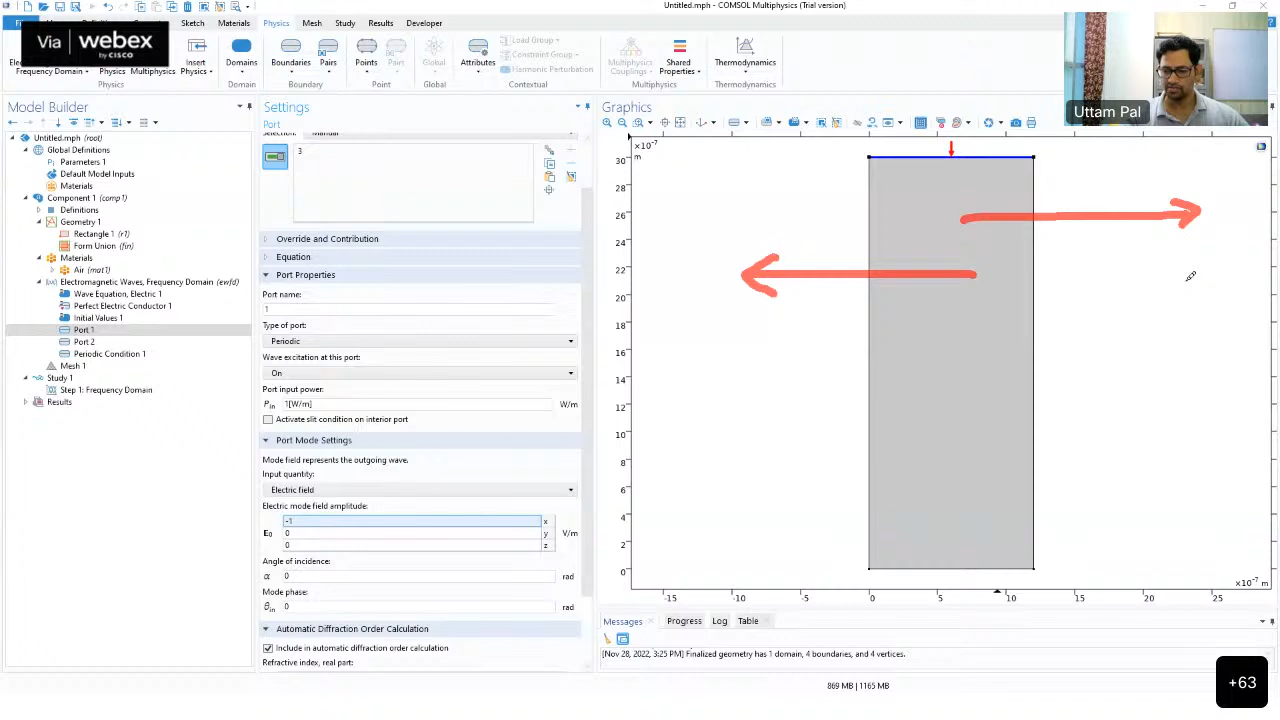 Untitled.mph - COMSOL Multiphysics (Trial version)
Via webex by CISCO
Sketch Materials Physics Mesh Study Results Developer
Insert Physics
Domains
Boundaries
Pairs
Points
Pairs
Global
Attributes
Load Group
Constraint Group
Harmonic Perturbation
Multiphysics Couplings
Shared Properties
Thermodynamics
Frequency Domain Physics Multiphysics
Physics Boundary Point Global Contextual Multiphysics Thermodynamics
Uttam Pal
Model Builder
Untitled.mph (root)
Global Definitions
Parameters 1
Default Model Inputs
Materials
Component 1 (comp1)
Definitions
Geometry 1
Rectangle 1 (r1)
Form Union (fin)
Materials
Air (mat1)
Electromagnetic Waves, Frequency Domain (ewfd)
Wave Equation, Electric 1
Perfect Electric Conductor 1
Initial Values 1
Port 1
Port 2
Periodic Condition 1
Mesh 1
Study 1
Step 1: Frequency Domain
Results
Settings
Port
Selection: Manual
3
Override and Contribution
Equation
Port Properties
Port name:
1
Type of port:
Periodic
Wave excitation at this port:
On
Port input power:
Pin 1[W/m] W/m
Activate slit condition on interior port
Port Mode Settings
Mode field represents the outgoing wave.
Input quantity:
Electric field
Electric mode field amplitude:
-1 x
E0 0 y V/m
0 z
Angle of incidence:
α 0 rad
Mode phase:
θin 0 rad
Automatic Diffraction Order Calculation
Include in automatic diffraction order calculation
Refractive index, real part:
Graphics
×10-7
m
30
28
26
24
22
20
18
16
14
12
10
8
6
4
2
0
×10-7 m
-15 -10 -5 0 5 10 15 20 25
Messages Progress Log Table
[Nov 28, 2022, 3:25 PM] Finalized geometry has 1 domain, 4 boundaries, and 4 vertices.
869 MB | 1165 MB
+63